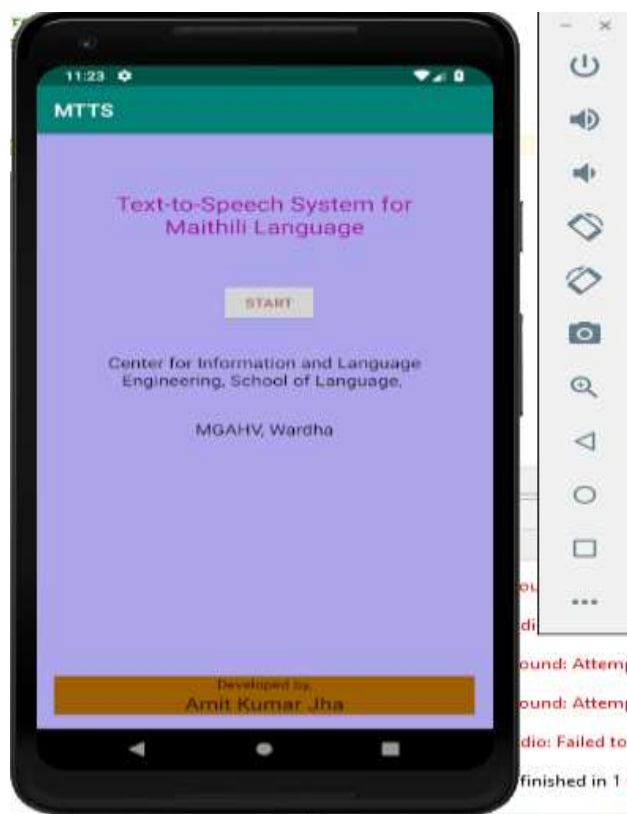 11:23
MTTS
Text-to-Speech System for
Maithili Language
START
Center for Information and Language
Engineering, School of Language,
MGAHV, Wardha
Developed by,
Amit Kumar Jha
ound: Attem
ound: Attem
dio: Failed to
finished in 1